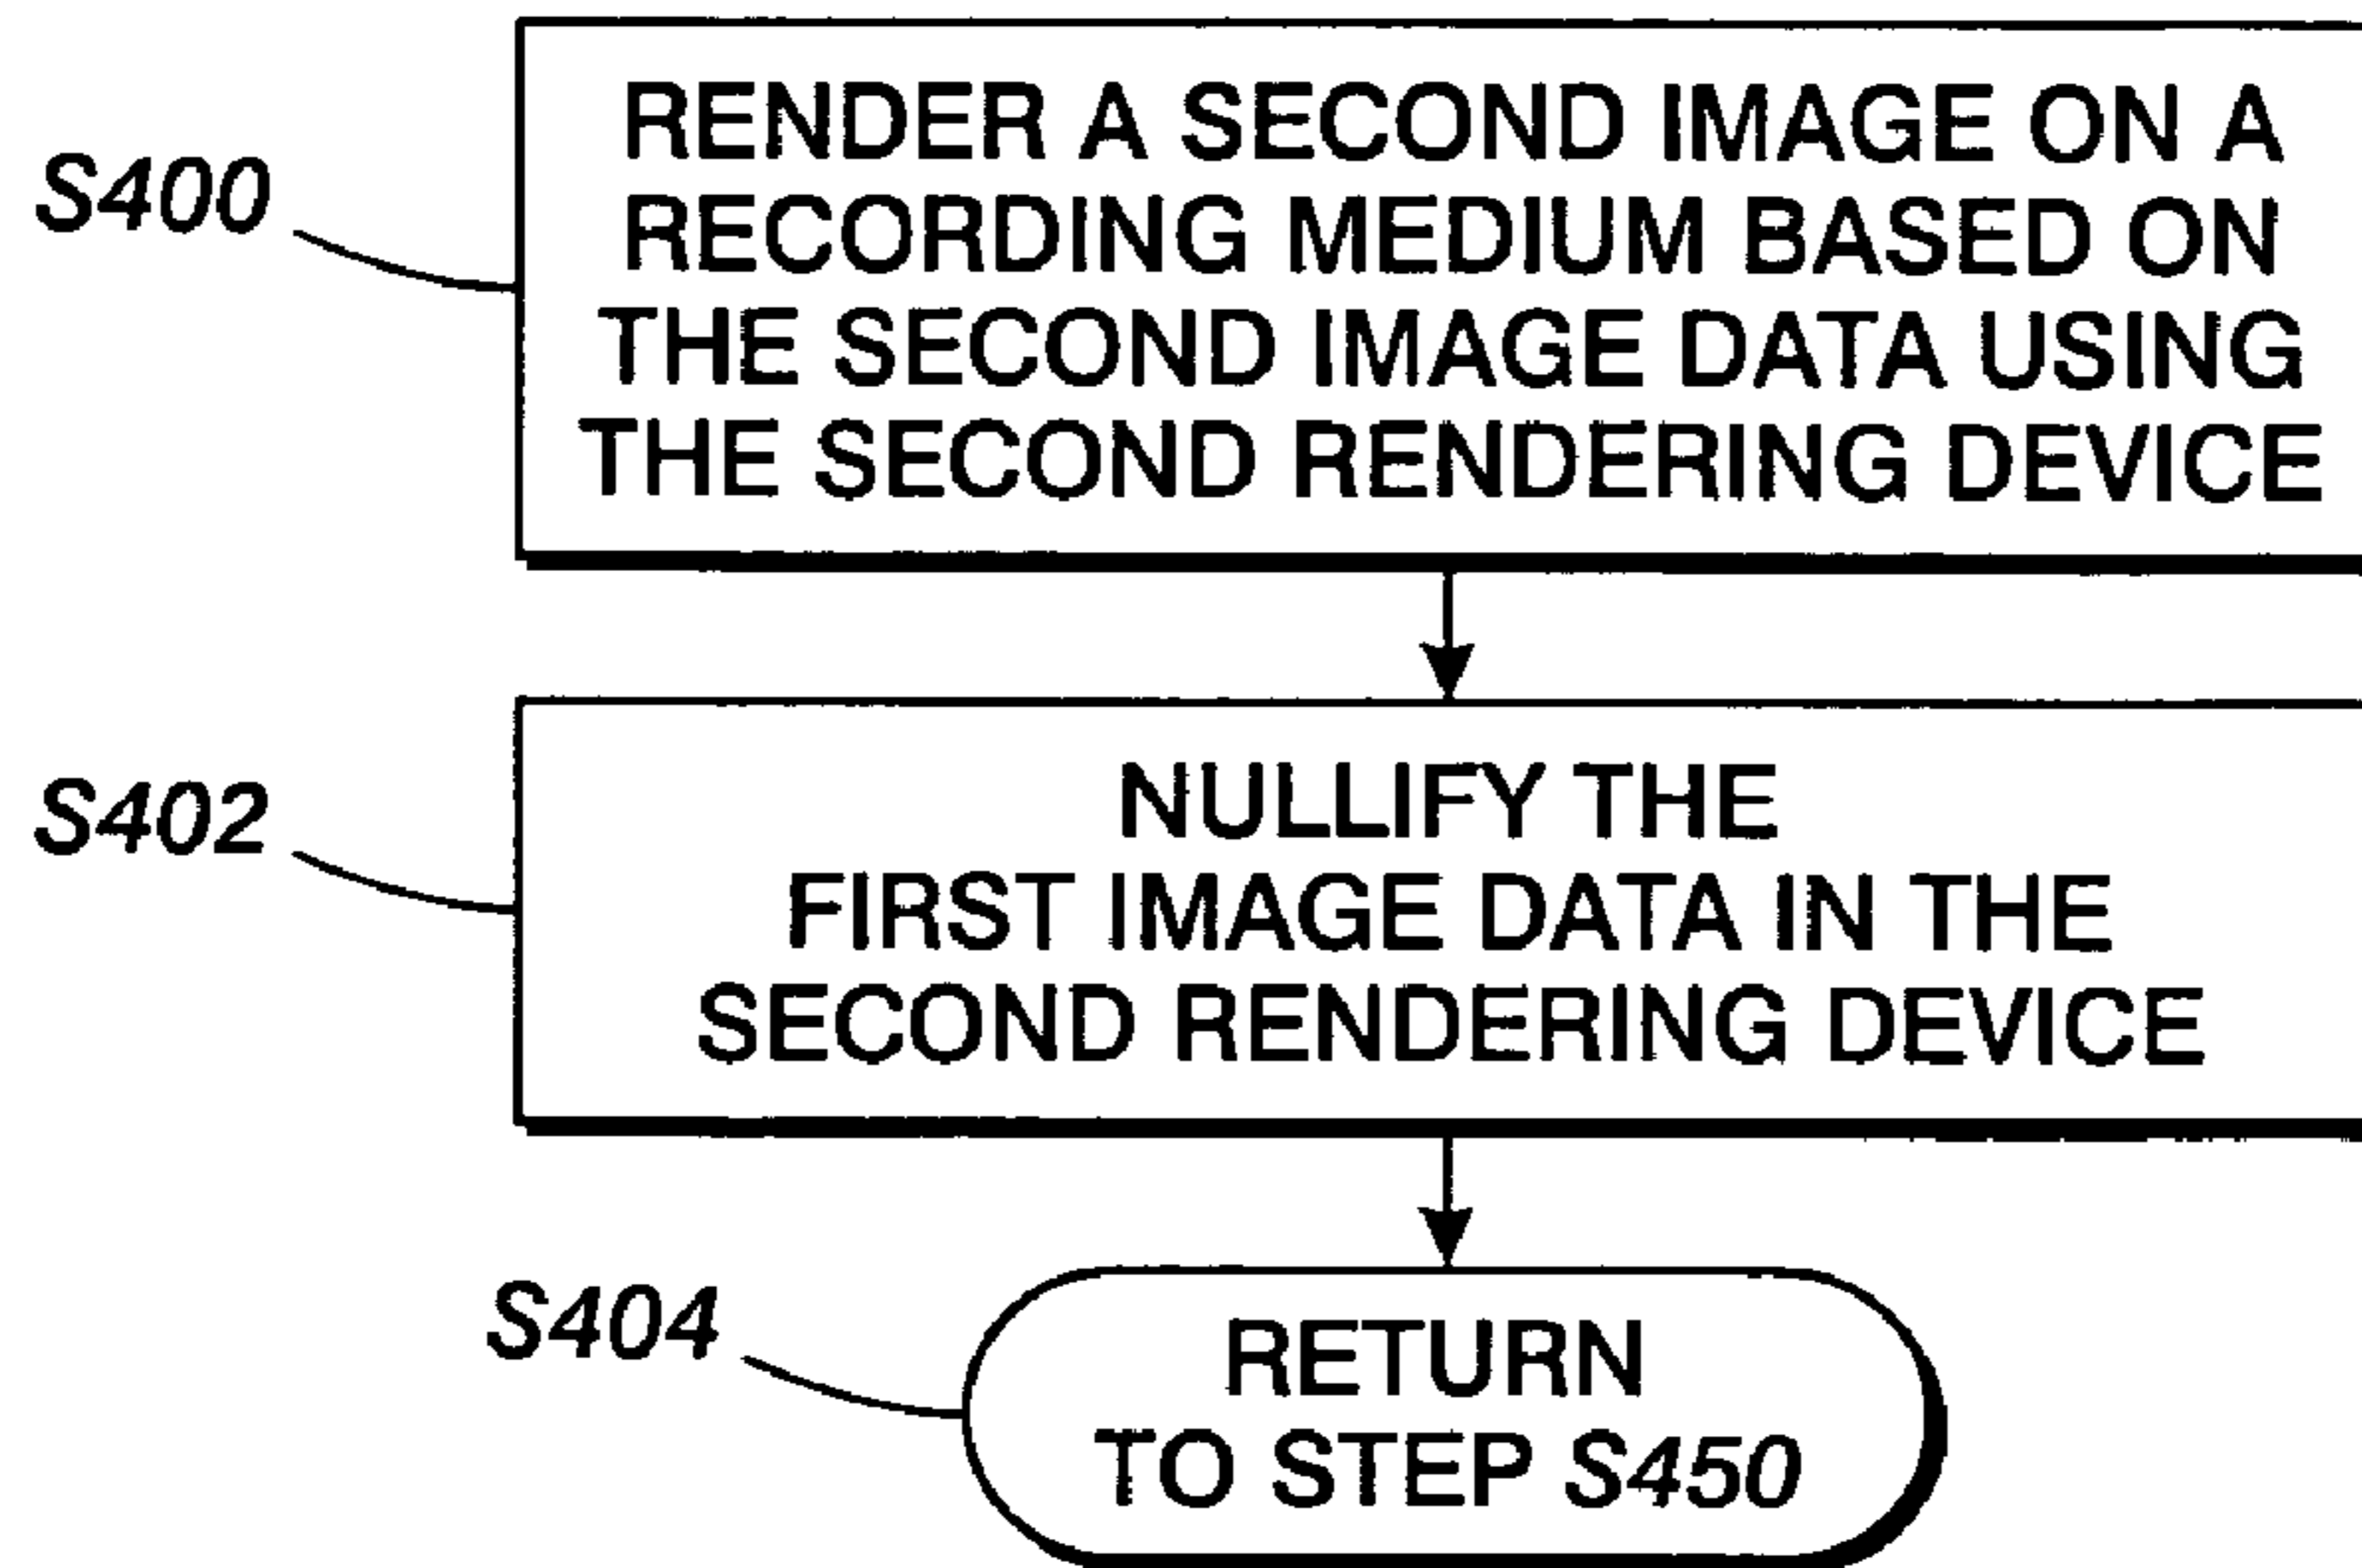 S400
RENDER A SECOND IMAGE ON A
RECORDING MEDIUM BASED ON
THE SECOND IMAGE DATA USING
THE SECOND RENDERING DEVICE
S402
NULLIFY THE
FIRST IMAGE DATA IN THE
SECOND RENDERING DEVICE
S404
RETURN
TO STEP S450